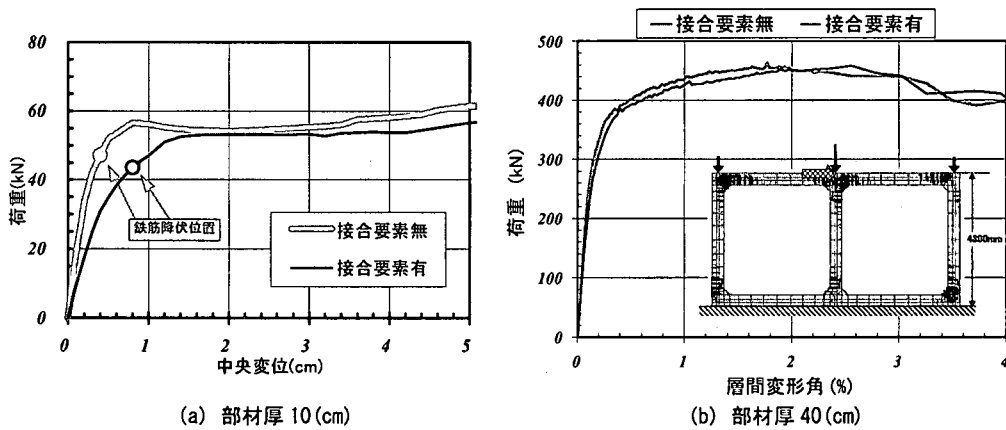 80
60
40
20
0
0 1 2 3 4 5
荷重(kN)
中央変位(cm)
鉄筋降伏位置
接合要素無
接合要素有
(a) 部材厚 10(cm)
接合要素無 接合要素有
500
400
300
200
100
0
0 1 2 3 4
荷重 (kN)
層間変形角(%)
4200mm
(b) 部材厚 40(cm)